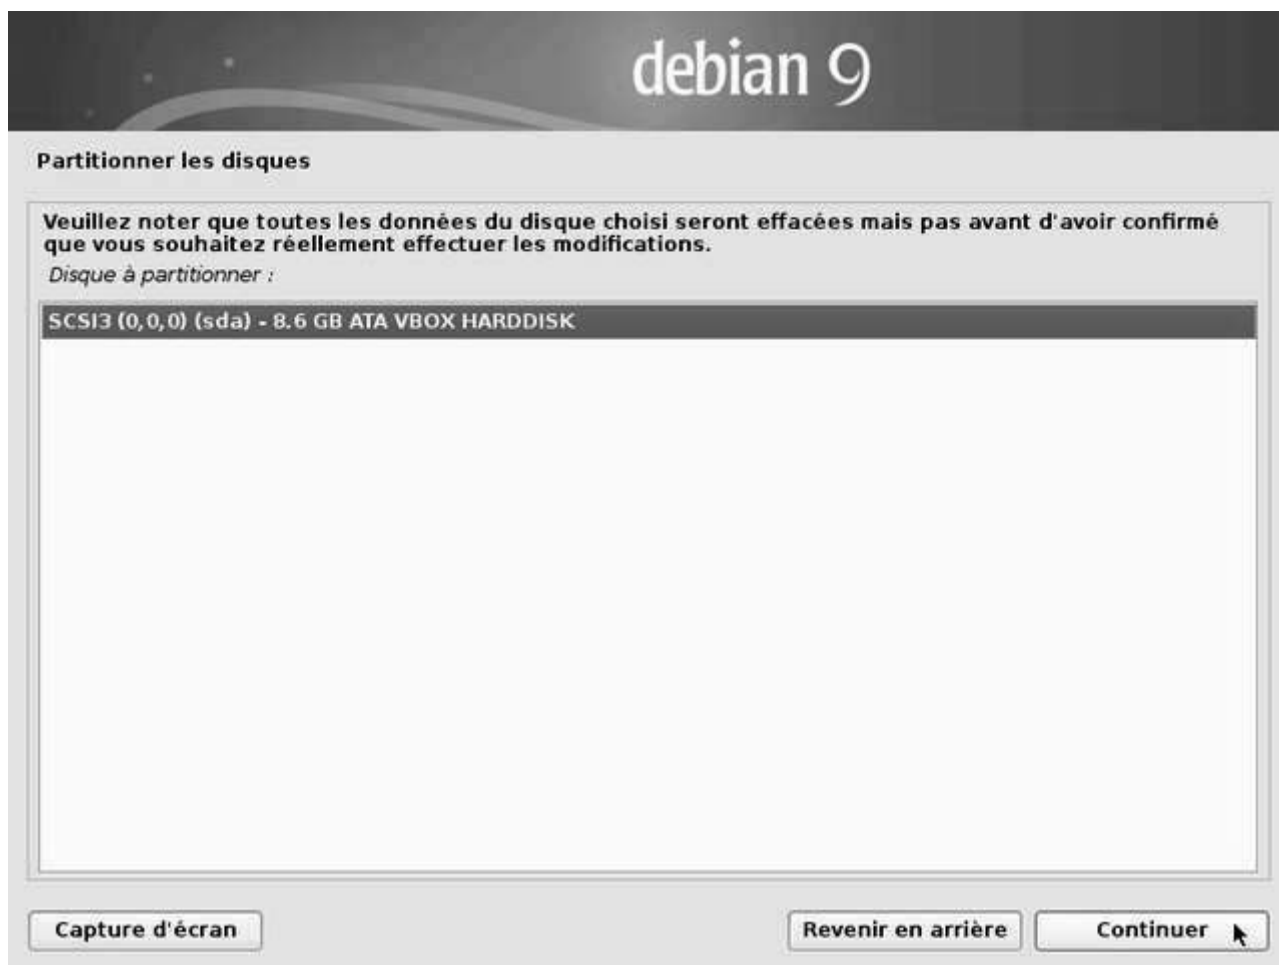 debian 9
Partitionner les disques
Veuillez noter que toutes les données du disque choisi seront effacées mais pas avant d'avoir confirmé
que vous souhaitez réellement effectuer les modifications.
Disque à partitionner :
SCSI3 (0,0,0) (sda) - 8.6 GB ATA VBOX HARDDISK
Capture d'écran
Revenir en arrière
Continuer